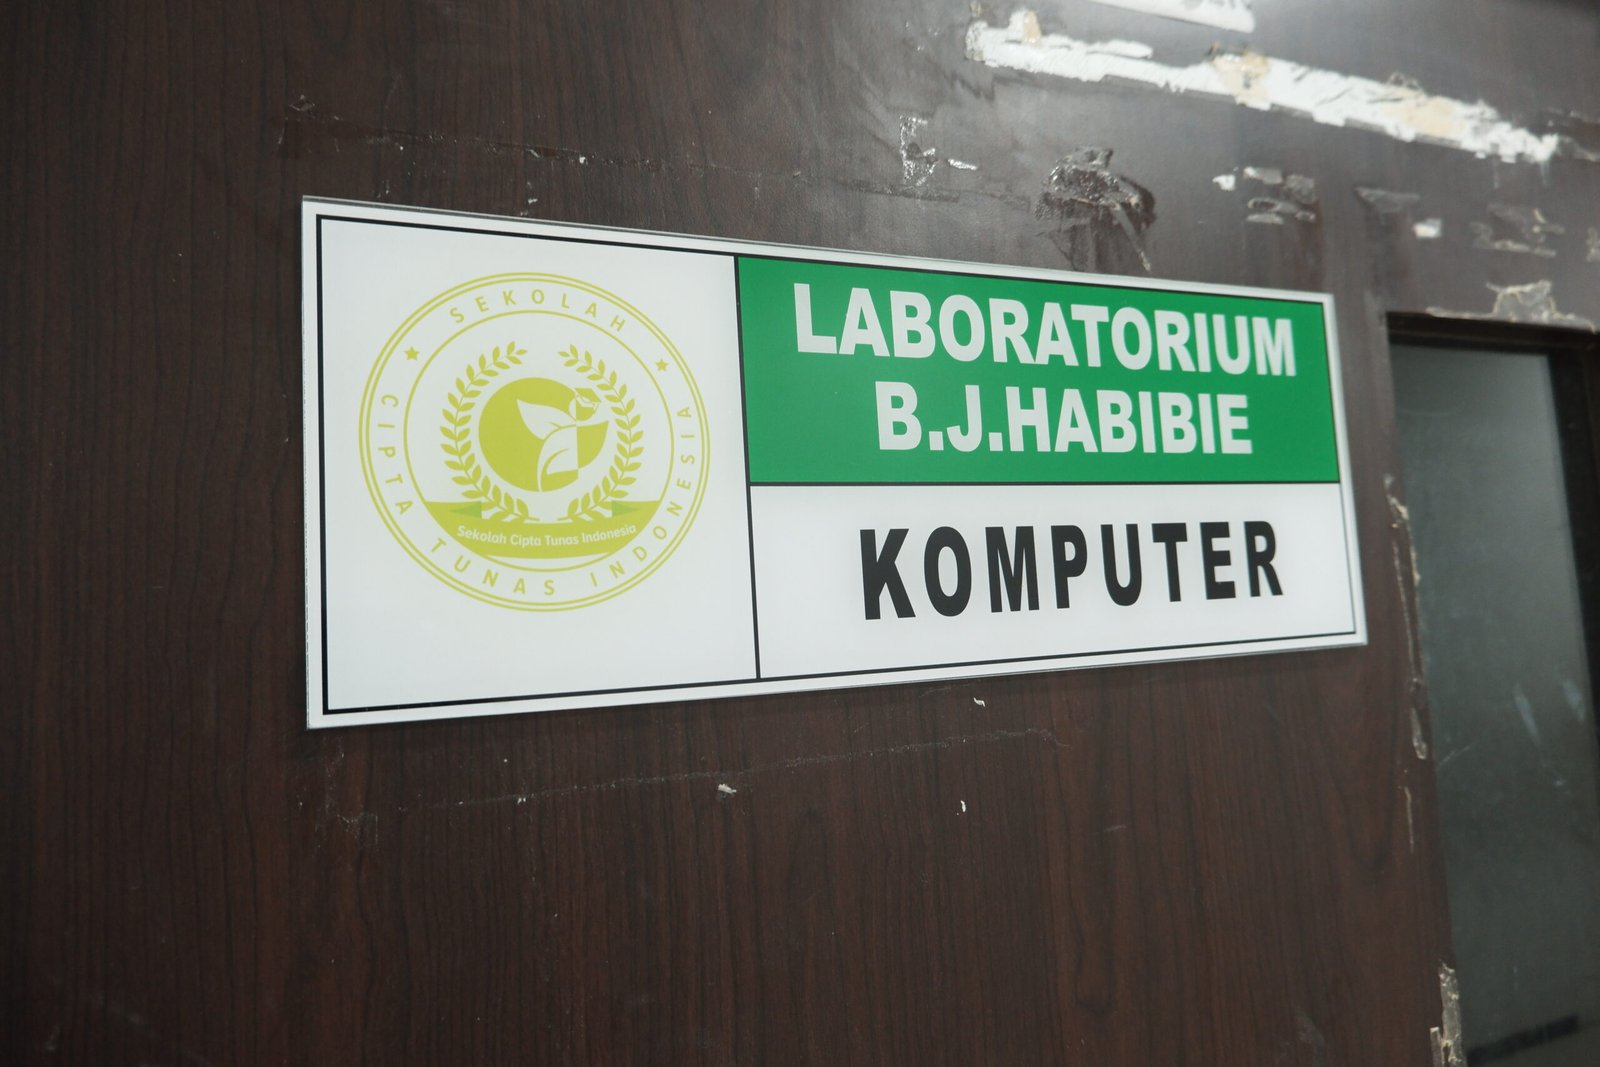 SEKOLAH
CIPTA TUNAS INDONESIA
Sekolah Cipta Tunas Indonesia
LABORATORIUM
B.J.HABIBIE
KOMPUTER